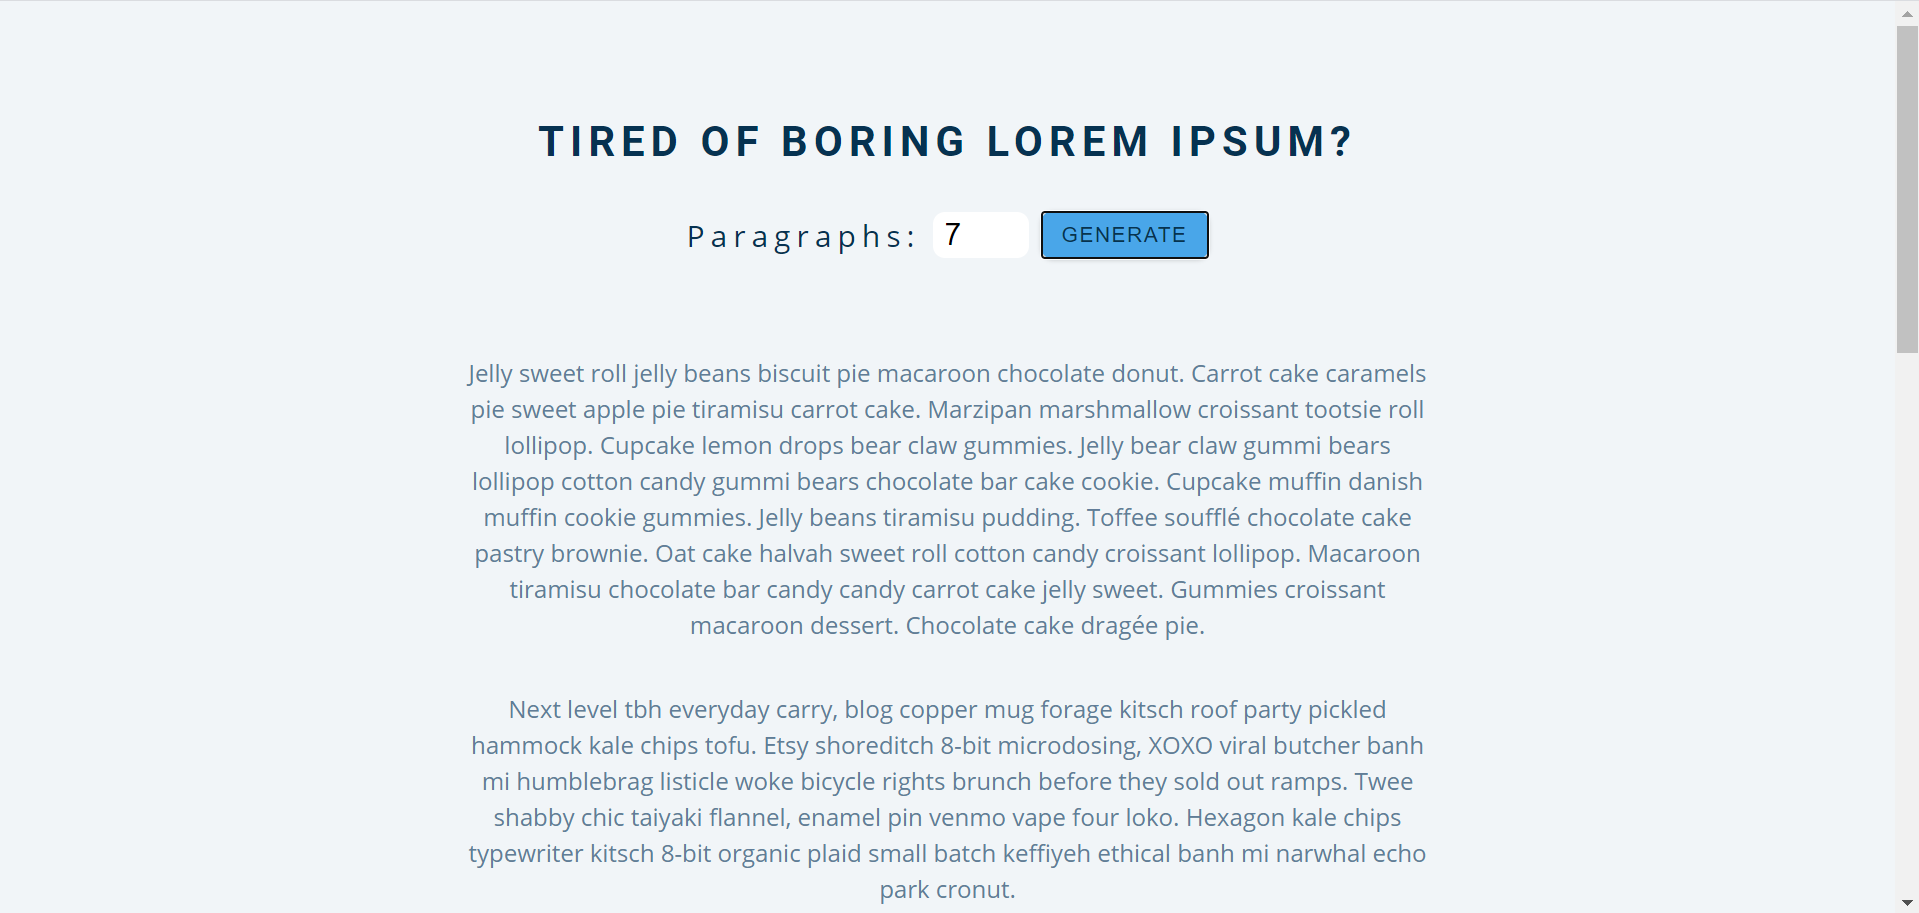 TIRED OF BORING LOREM IPSUM?
Paragraphs: 7 GENERATE
Jelly sweet roll jelly beans biscuit pie macaroon chocolate donut. Carrot cake caramels
pie sweet apple pie tiramisu carrot cake. Marzipan marshmallow croissant tootsie roll
lollipop. Cupcake lemon drops bear claw gummies. Jelly bear claw gummi bears
lollipop cotton candy gummi bears chocolate bar cake cookie. Cupcake muffin danish
muffin cookie gummies. Jelly beans tiramisu pudding. Toffee soufflé chocolate cake
pastry brownie. Oat cake halvah sweet roll cotton candy croissant lollipop. Macaroon
tiramisu chocolate bar candy candy carrot cake jelly sweet. Gummies croissant
macaroon dessert. Chocolate cake dragée pie.
Next level tbh everyday carry, blog copper mug forage kitsch roof party pickled
hammock kale chips tofu. Etsy shoreditch 8-bit microdosing, XOXO viral butcher banh
mi humblebrag listicle woke bicycle rights brunch before they sold out ramps. Twee
shabby chic taiyaki flannel, enamel pin venmo vape four loko. Hexagon kale chips
typewriter kitsch 8-bit organic plaid small batch keffiyeh ethical banh mi narwhal echo
park cronut.